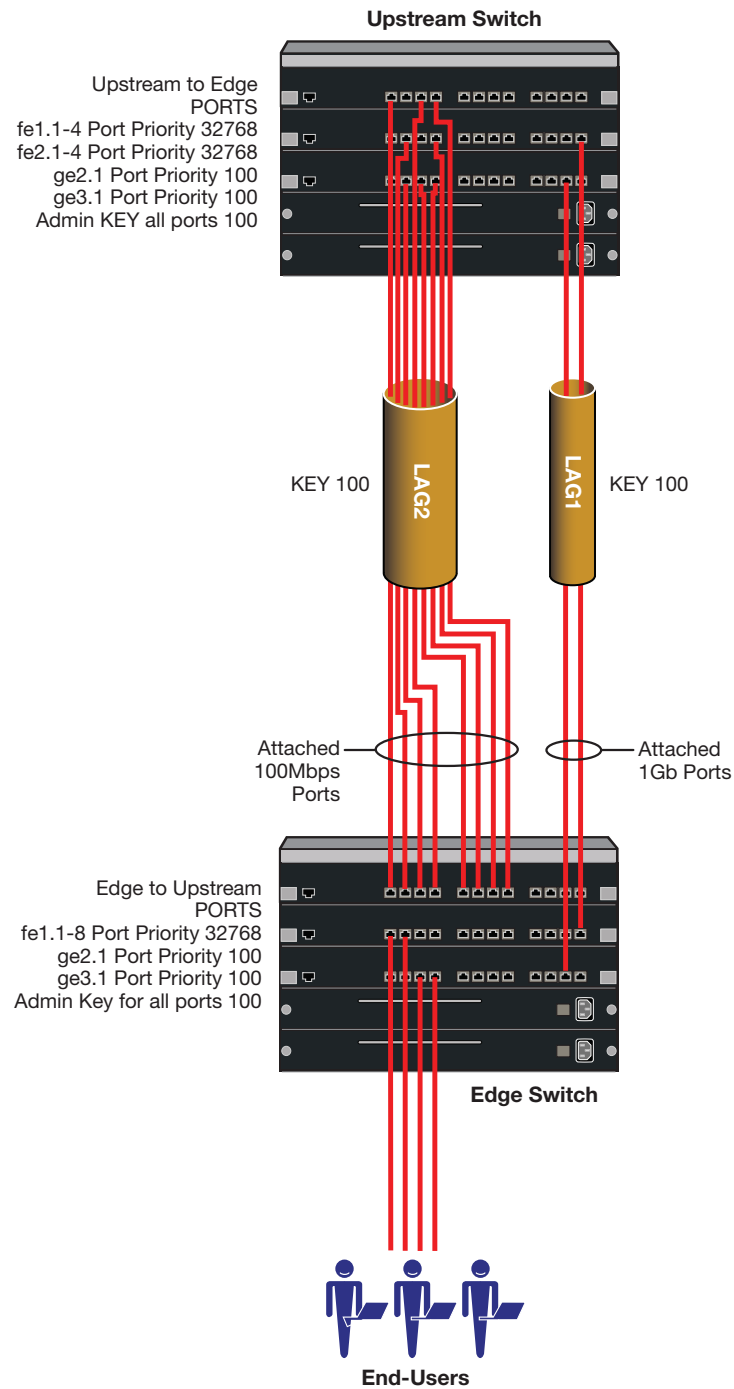 Upstream Switch
Upstream to Edge
PORTS
fe1.1-4 Port Priority 32768
fe2.1-4 Port Priority 32768
ge2.1 Port Priority 100
ge3.1 Port Priority 100
Admin KEY all ports 100
KEY 100
LAG2
LAG1
KEY 100
Attached
100Mbps
Ports
Attached
1Gb Ports
Edge to Upstream
PORTS
fe1.1-8 Port Priority 32768
ge2.1 Port Priority 100
ge3.1 Port Priority 100
Admin Key for all ports 100
Edge Switch
End-Users